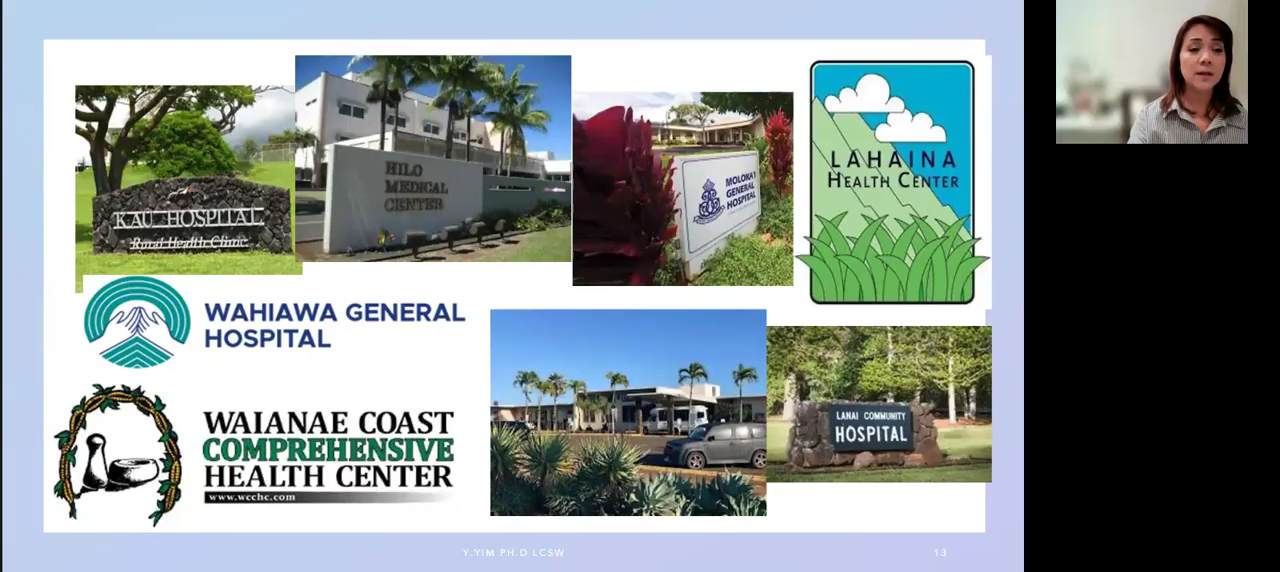 KAU HOSPITAL
Rural Health Clinic
HILO
MEDICAL
CENTER
MOLOKAI
GENERAL
HOSPITAL
LAHAINA
HEALTH CENTER
WAHIAWA GENERAL
HOSPITAL
WAIANAE COAST
COMPREHENSIVE
HEALTH CENTER
www.wcchc.com
LANAI COMMUNITY
HOSPITAL
Y.YIM PH.D LCSW
13